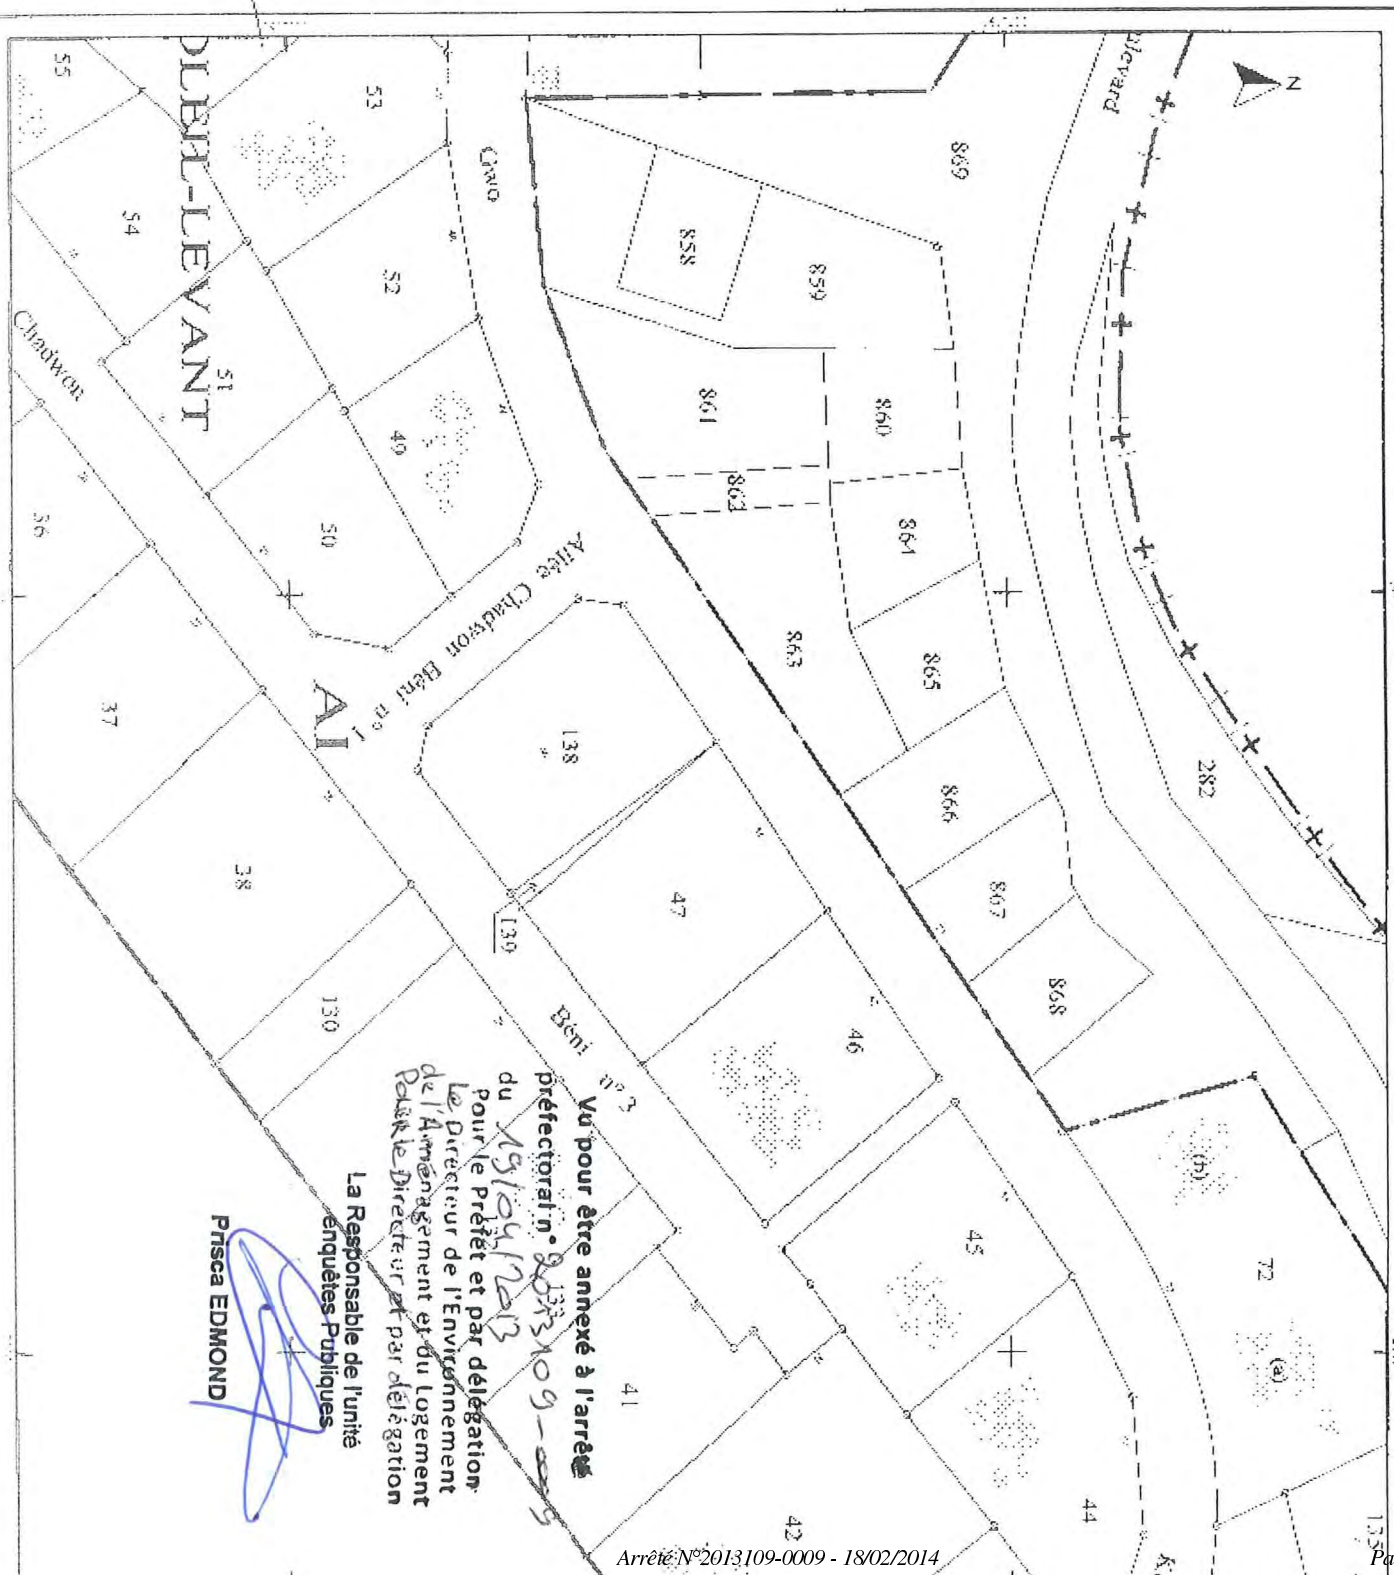 Vu pour être annexé à l'arrêté
préfectoral n° 2013109-0009
du 19/04/2013
Pour le Préfet et par délégation
Le Directeur de l'Environnement
de l'Aménagement et du Logement
Pour le Directeur et par délégation
La Responsable de l'unité
enquêtes Publiques
Prisca EDMOND
N
869
858
859
861
860
862
864
863
865
866
867
868
282
72
(b)
(a)
55
53
54
52
51
49
50
36
37
38
130
138
139
47
46
45
44
42
41
Chadwon
Allée Chadwon Béni n° 1
Béni n° 3
LEVANT
AI
Arrêté N°2013109-0009 - 18/02/2014
Pa